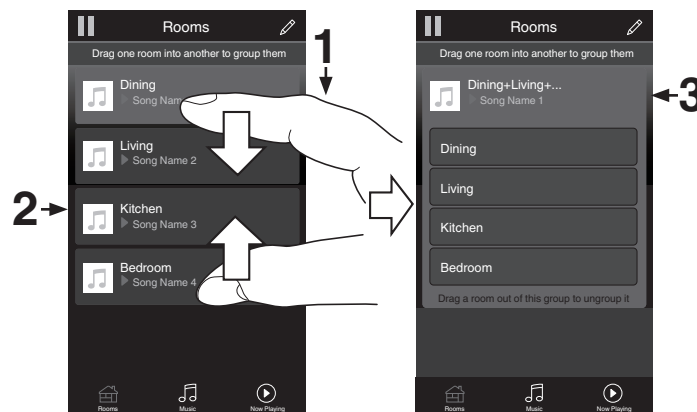 Rooms
Drag one room into another to group them
Dining
Song Nam
Living
Song Name 2
Kitchen
Song Name 3
Bedroom
Song Name 4
Rooms
Music
Now Playing
1
2
Rooms
Drag one room into another to group them
Dining+Living+...
Song Name 1
Dining
Living
Kitchen
Bedroom
Drag a room out of this group to ungroup it
Rooms
Music
Now Playing
3